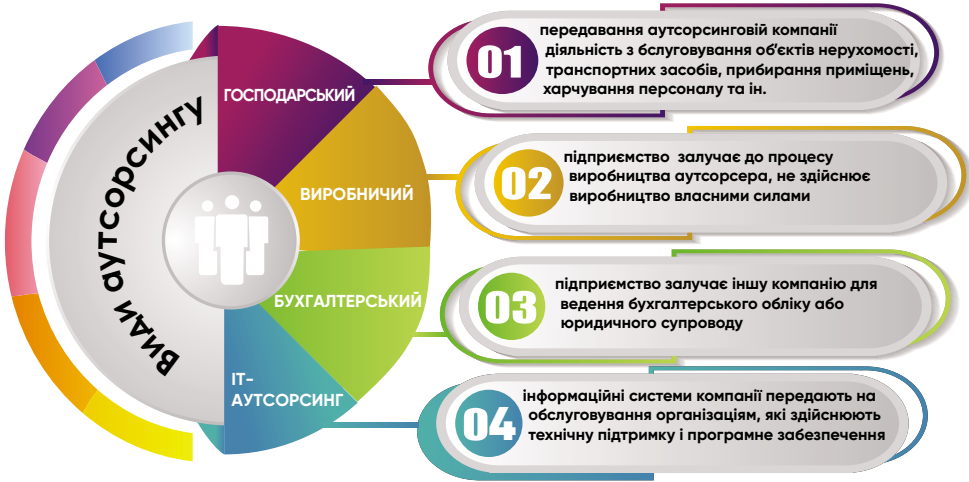 Види аутсорсингу
ГОСПОДАРСЬКИЙ
01
передавання аутсорсинговій компанії
діяльність з бслуговування об’єктів нерухомості,
транспортних засобів, прибирання приміщень,
харчування персоналу та ін.
ВИРОБНИЧИЙ
02
підприємство залучає до процесу
виробництва аутсорсера, не здійснює
виробництво власними силами
БУХГАЛТЕРСЬКИЙ
03
підприємство залучає іншу компанію для
ведення бухгалтерського обліку або
юридичного супроводу
ІТ-
АУТСОРСИНГ
04
інформаційні системи компанії передають на
обслуговування організаціям, які здійснюють
технічну підтримку і програмне забезпечення